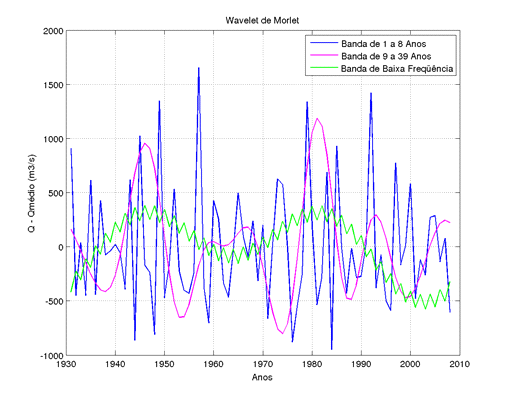 Wavelet de Morlet
Banda de 1 a 8 Anos
Banda de 9 a 39 Anos
Banda de Baixa Freqüência
Q - Qmédio (m3/s)
2000
1500
1000
500
0
-500
-1000
1930 1940 1950 1960 1970 1980 1990 2000 2010
Anos